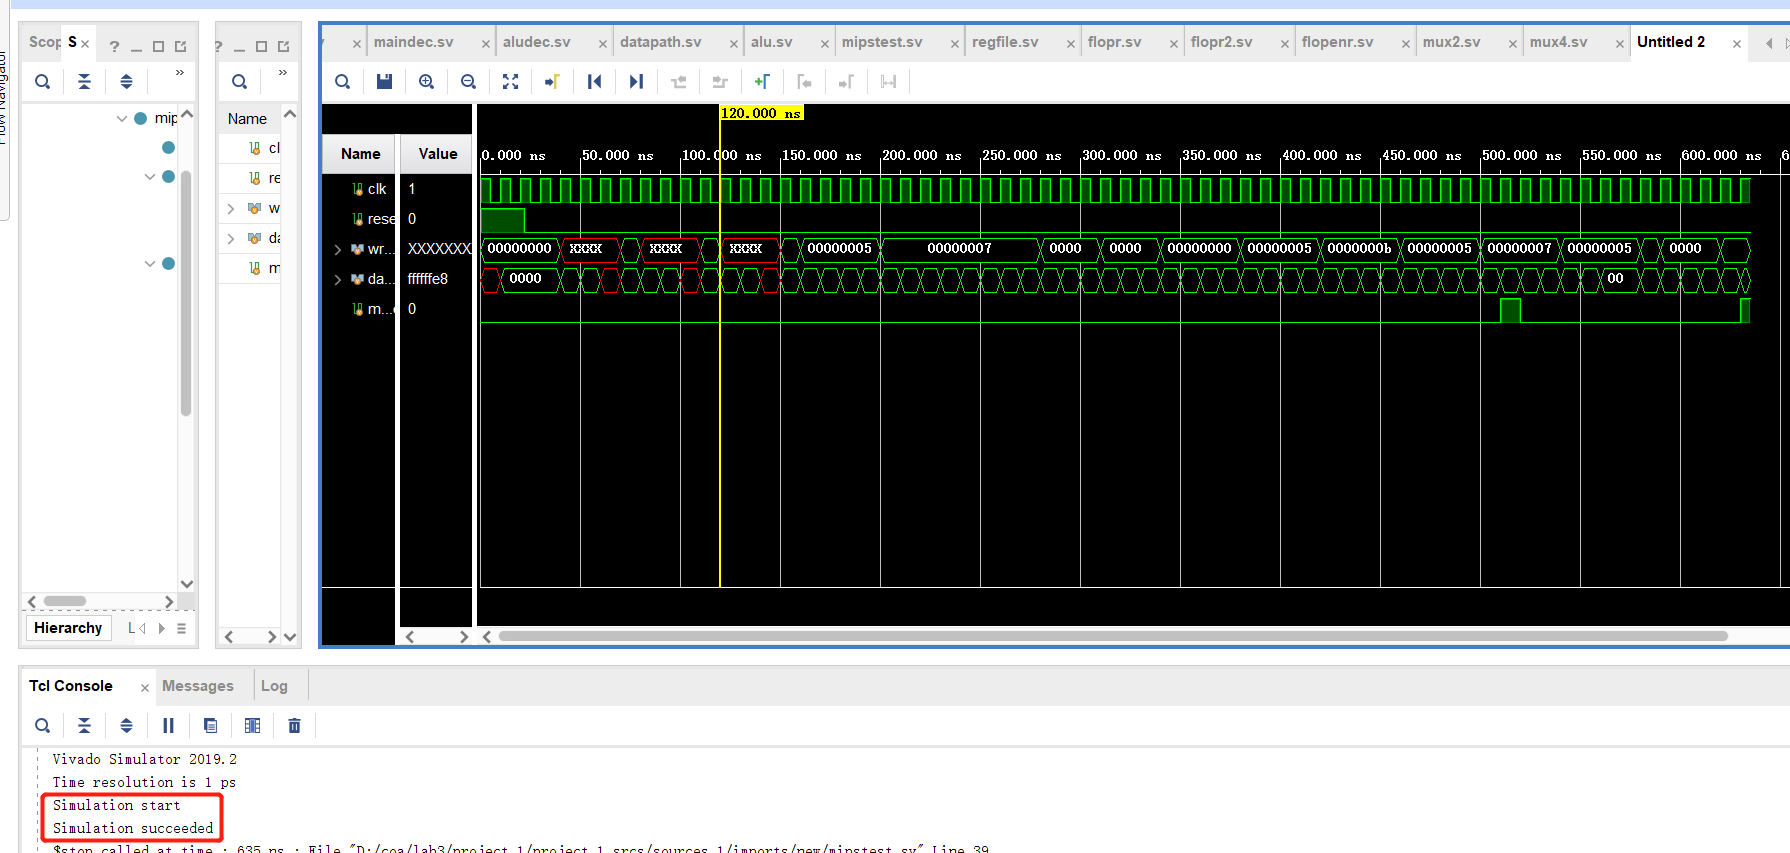 Flow Navigator
Scop S × ? _
maindec.sv × aludec.sv × datapath.sv × alu.sv × mipstest.sv × regfile.sv × flopr.sv × flopr2.sv × flopenr.sv × mux2.sv × mux4.sv × Untitled 2 ×
» »
120.000 ns
mip Name
cl
re
w
da
m
Name Value
0.000 ns 50.000 ns 100.000 ns 150.000 ns 200.000 ns 250.000 ns 300.000 ns 350.000 ns 400.000 ns 450.000 ns 500.000 ns 550.000 ns 600.000 ns
clk 1
rese 0
wr... XXXXXXX 00000000 XXXX XXXX XXXX 00000005 00000007 0000 0000 00000000 00000005 0000000b 00000005 00000007 00000005 0000
da... ffffffe8 0000 00
m... 0
Hierarchy L
Tcl Console × Messages Log
Vivado Simulator 2019.2
Time resolution is 1 ps
Simulation start
Simulation succeeded
$stop called at time : 635 ns : File "D:/coa/lab3/project_1/project_1.srcs/sources_1/imports/new/mipstest.sv" Line 39